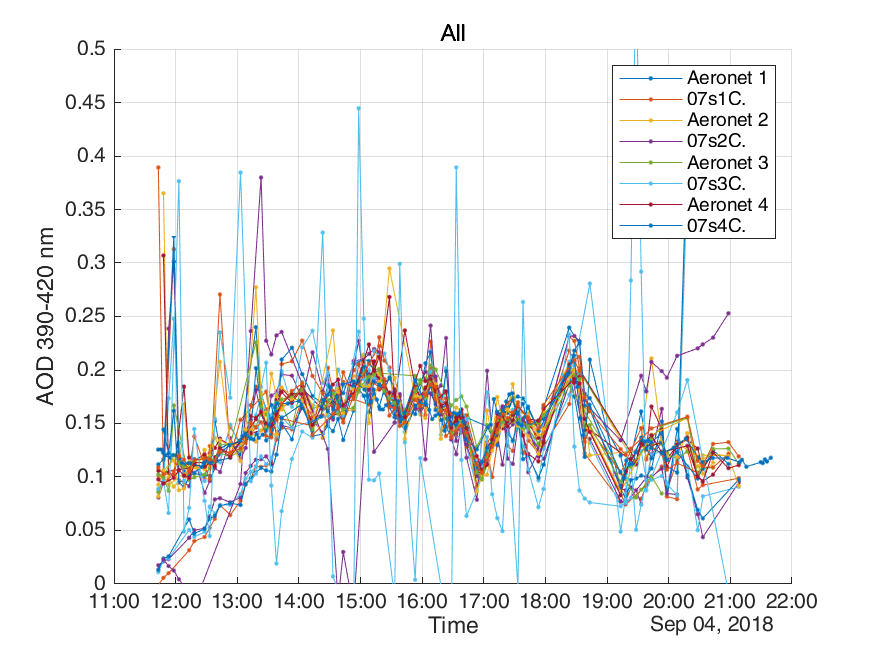 All
0.5
0.45
0.4
0.35
0.3
0.25
0.2
0.15
0.1
0.05
0
AOD 390-420 nm
Aeronet 1
07s1C.
Aeronet 2
07s2C.
Aeronet 3
07s3C.
Aeronet 4
07s4C.
11:00 12:00 13:00 14:00 15:00 16:00 17:00 18:00 19:00 20:00 21:00 22:00
Time
Sep 04, 2018